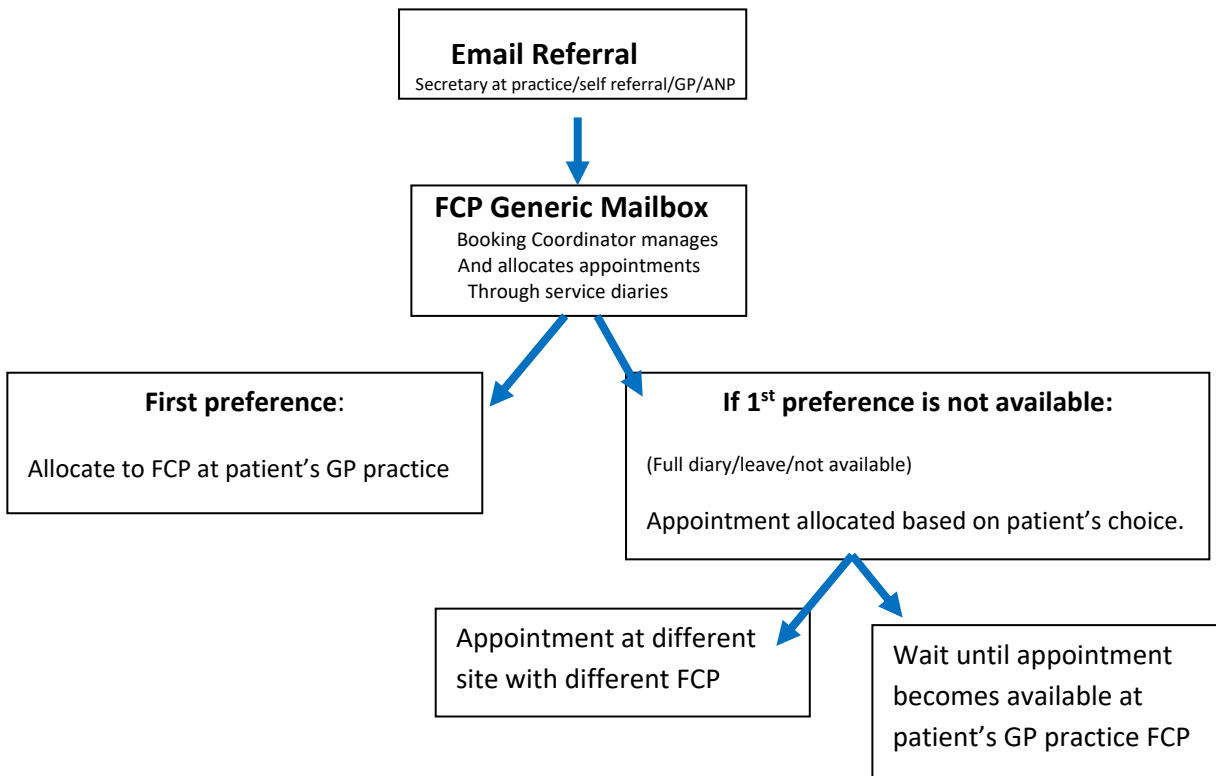 Email Referral
Secretary at practice/self referral/GP/ANP
FCP Generic Mailbox
Booking Coordinator manages
And allocates appointments
Through service diaries
First preference:
Allocate to FCP at patient’s GP practice
If 1st preference is not available:
(Full diary/leave/not available)
Appointment allocated based on patient’s choice.
Appointment at different
site with different FCP
Wait until appointment
becomes available at
patient’s GP practice FCP